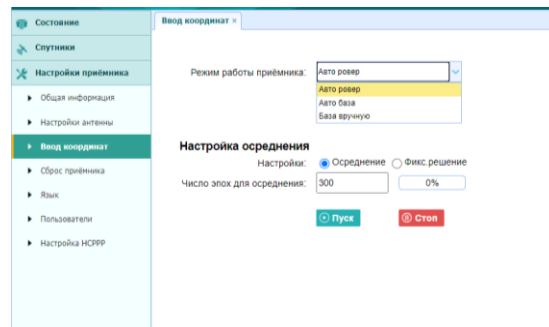 Состояние
Спутники
Настройки приёмника
Общая информация
Настройки антенны
Ввод координат
Сброс приёмника
Язык
Пользователи
Настройка HCPPP
Ввод координат ×
Режим работы приёмника: Авто ровер
Авто ровер
Авто база
База вручную
Настройка осреднения
Настройки: Осреднение Фикс.решение
Число эпох для осреднения: 300 0%
Пуск Стоп